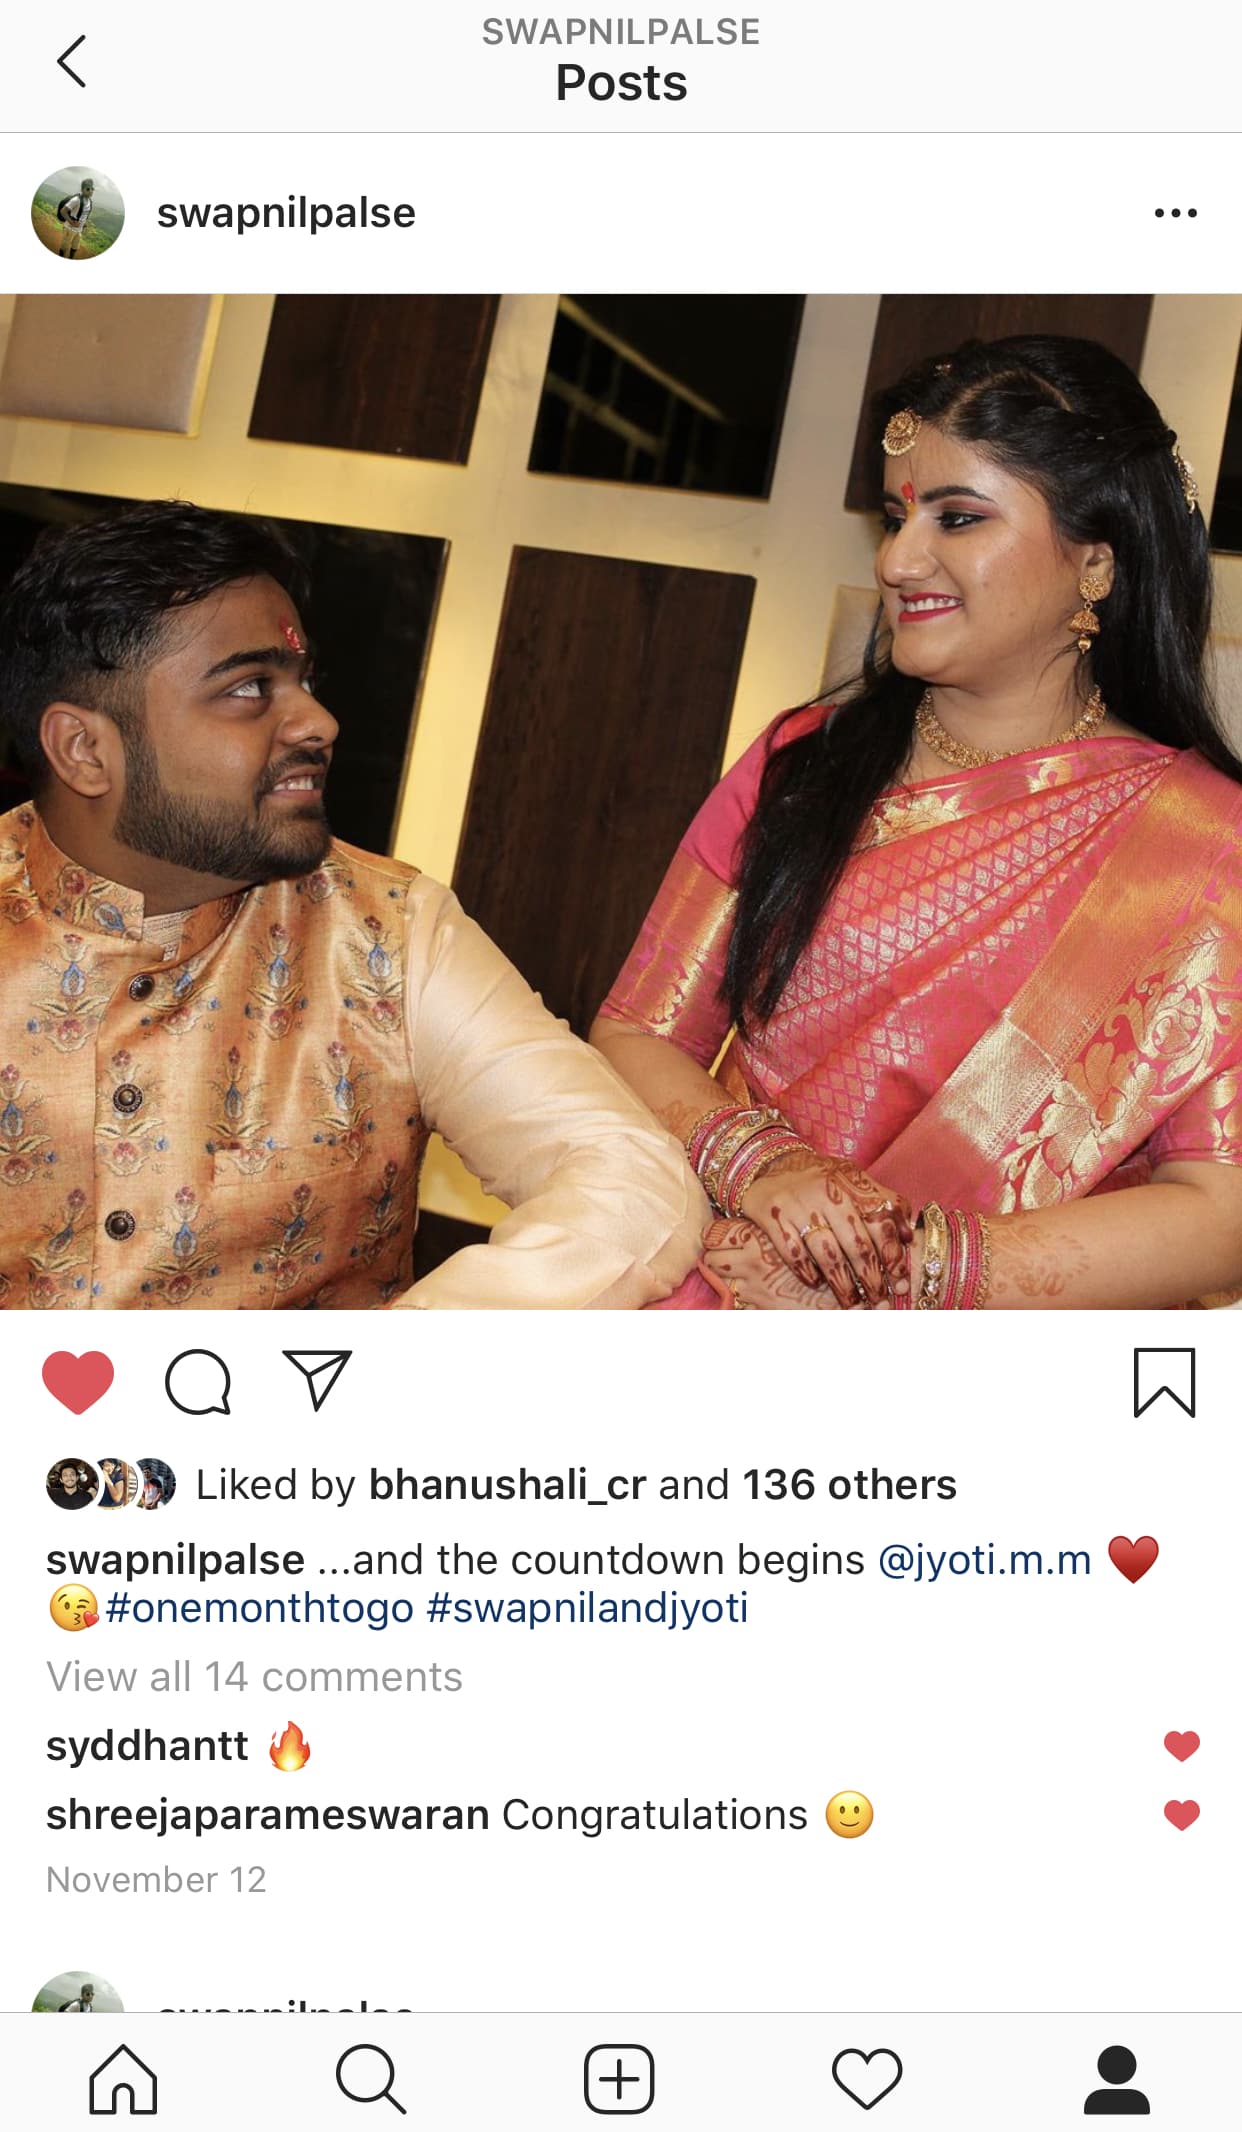 SWAPNILPALSE
Posts
swapnilpalse
Liked by bhanushali_cr and 136 others
swapnilpalse ...and the countdown begins @jyoti.m.m ♥️
😘#onemonthtogo #swapnilandjyoti
View all 14 comments
syddhantt 🔥
shreejaparameswaran Congratulations 🙂
November 12
swapnilpalse